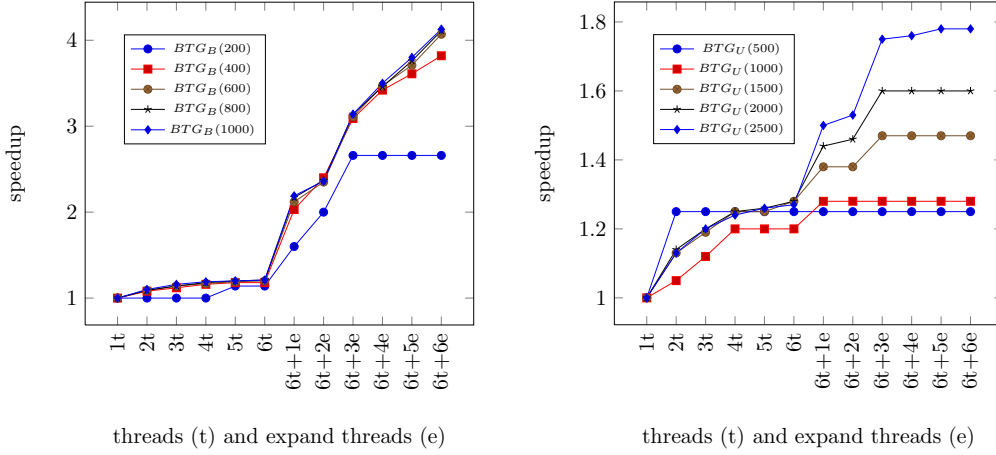 4
3
2
1
speedup
BTG_B(200)
BTG_B(400)
BTG_B(600)
BTG_B(800)
BTG_B(1000)
1t
2t
3t
4t
5t
6t
6t+1e
6t+2e
6t+3e
6t+4e
6t+5e
6t+6e
threads (t) and expand threads (e)
1.8
1.6
1.4
1.2
1
speedup
BTG_U(500)
BTG_U(1000)
BTG_U(1500)
BTG_U(2000)
BTG_U(2500)
1t
2t
3t
4t
5t
6t
6t+1e
6t+2e
6t+3e
6t+4e
6t+5e
6t+6e
threads (t) and expand threads (e)